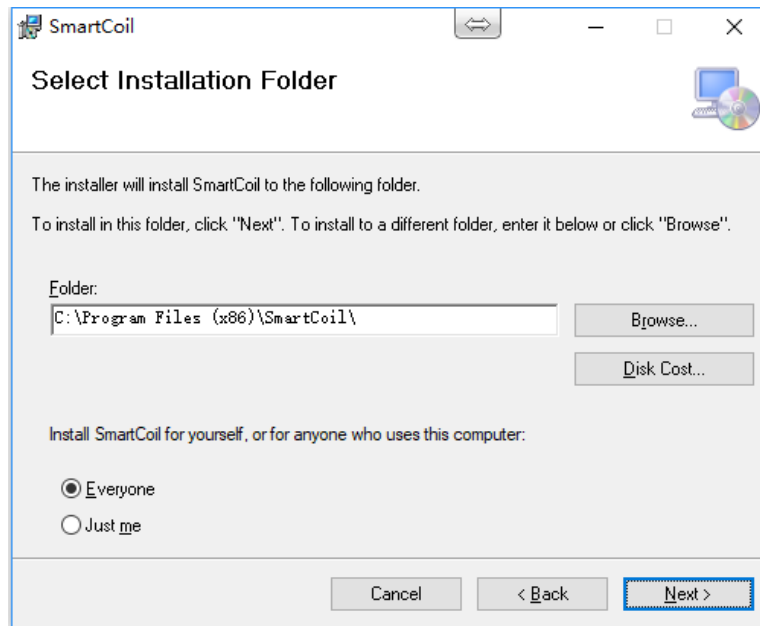 SmartCoil
Select Installation Folder
The installer will install SmartCoil to the following folder.
To install in this folder, click "Next". To install to a different folder, enter it below or click "Browse".
Folder:
C:\Program Files (x86)\SmartCoil\
Browse...
Disk Cost...
Install SmartCoil for yourself, or for anyone who uses this computer:
Everyone
Just me
Cancel
< Back
Next >